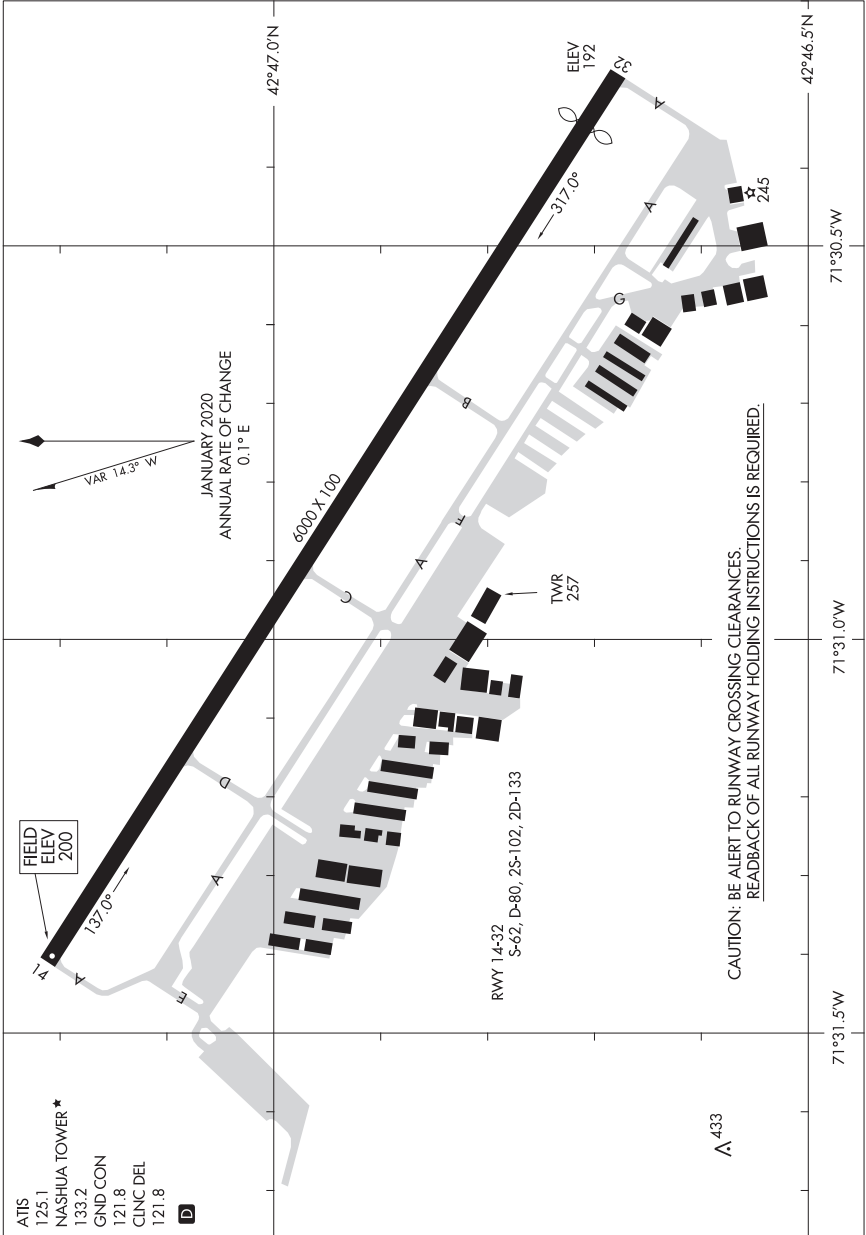 ATIS
125.1
NASHUA TOWER ★
133.2
GND CON
121.8
CLNC DEL
121.8
D
FIELD
ELEV
200
14
137.0°
VAR 14.3° W
JANUARY 2020
ANNUAL RATE OF CHANGE
0.1° E
6000 X 100
317.0°
ELEV
192
32
42°47.0'N
42°46.5'N
A
E
A
D
C
A
F
B
G
A
A
245
TWR
257
RWY 14-32
S-62, D-80, 2S-102, 2D-133
CAUTION: BE ALERT TO RUNWAY CROSSING CLEARANCES.
READBACK OF ALL RUNWAY HOLDING INSTRUCTIONS IS REQUIRED.
433
71°31.5'W
71°31.0'W
71°30.5'W